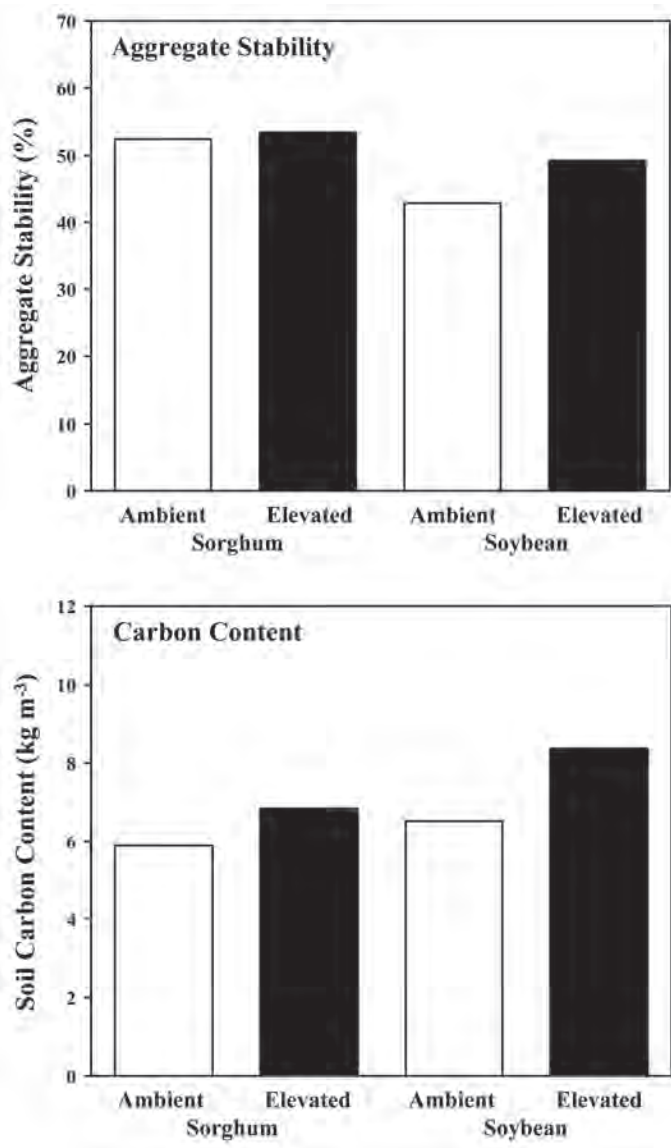 Aggregate Stability
Aggregate Stability (%)
70
60
50
40
30
20
10
0
Ambient Elevated Ambient Elevated
Sorghum Soybean
Carbon Content
Soil Carbon Content (kg m⁻³)
12
10
8
6
4
2
0
Ambient Elevated Ambient Elevated
Sorghum Soybean